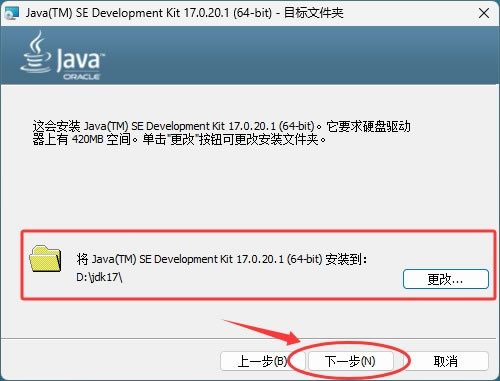 Java(TM) SE Development Kit 17.0.20.1 (64-bit) - 目标文件夹
Java
ORACLE
这会安装 Java(TM) SE Development Kit 17.0.20.1 (64-bit)。它要求硬盘驱动
器上有 420MB 空间。单击"更改"按钮可更改安装文件夹。
将 Java(TM) SE Development Kit 17.0.20.1 (64-bit) 安装到：
D:\jdk17\
更改...
上一步(B)
下一步(N)
取消